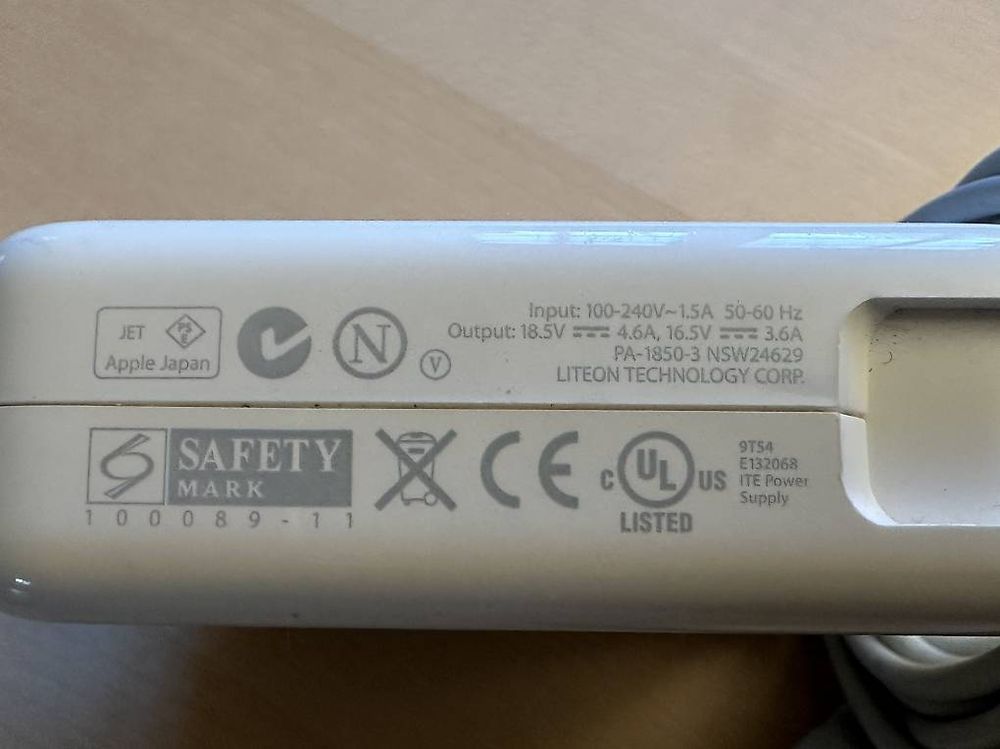 JET
PS
E
Apple Japan
N
V
Input: 100-240V~1.5A 50-60 Hz
Output: 18.5V ⎓ 4.6A, 16.5V ⎓ 3.6A
PA-1850-3 NSW24629
LITEON TECHNOLOGY CORP.
SAFETY
MARK
100089-11
CE
C UL US
LISTED
9T54
E132068
ITE Power
Supply